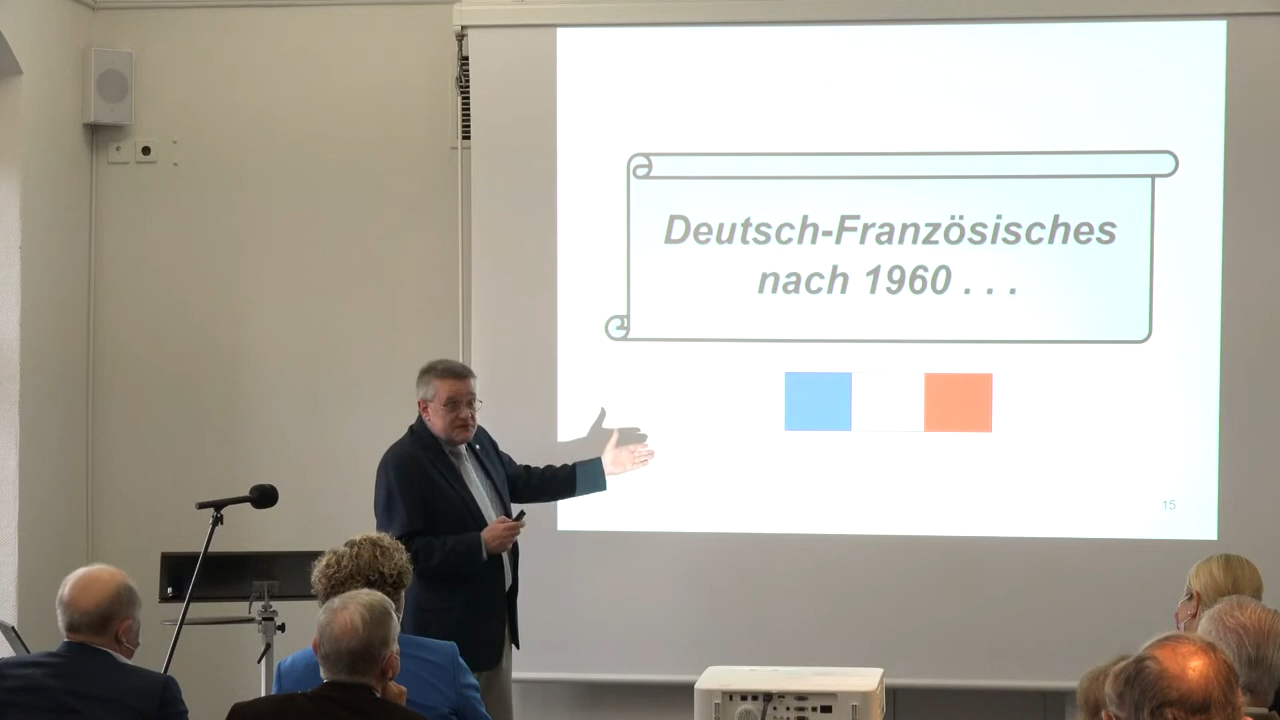 Deutsch-Französisches
nach 1960 . . .
15